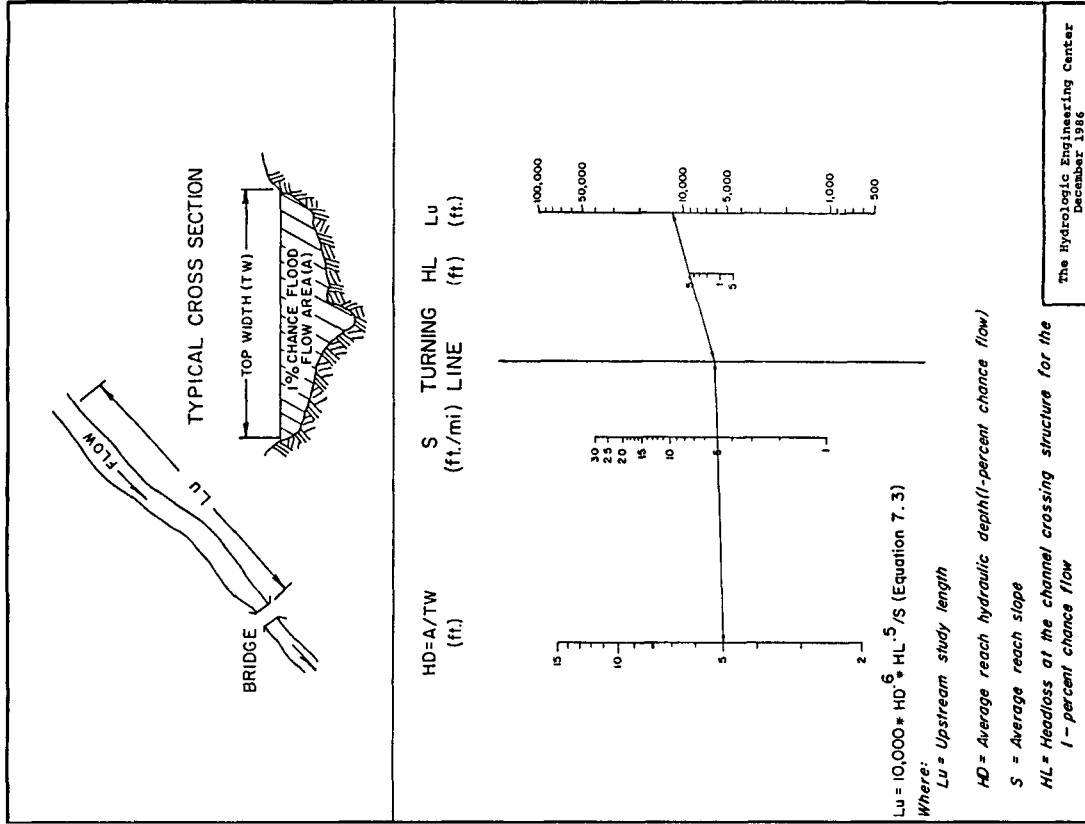 FLOW
LU
BRIDGE
TYPICAL CROSS SECTION
TOP WIDTH (TW)
1% CHANCE FLOOD
FLOW AREA(A)
HD=A/TW
(ft.)
S
(ft./mi)
TURNING
LINE
HL
(ft)
Lu
(ft.)
15
10
5
2
30
25
20
15
10
5
1
5
1
.5
100,000
50,000
10,000
5,000
1,000
500
Lu = 10,000 * HD^.6 * HL^.5 /S (Equation 7.3)
Where:
Lu = Upstream study length
HD = Average reach hydraulic depth(1-percent chance flow)
S = Average reach slope
HL = Headloss at the channel crossing structure for the
1-percent chance flow
The Hydrologic Engineering Center
December 1986